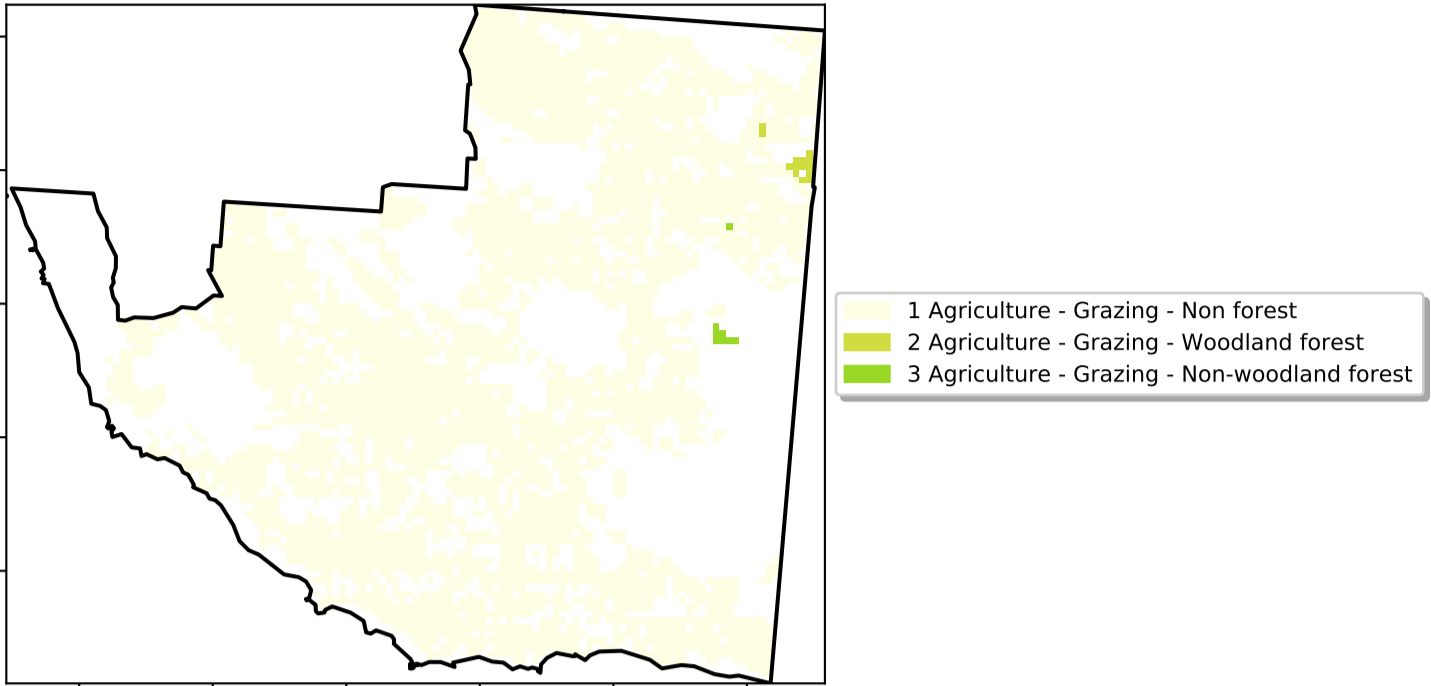 1 Agriculture - Grazing - Non forest
2 Agriculture - Grazing - Woodland forest
3 Agriculture - Grazing - Non-woodland forest